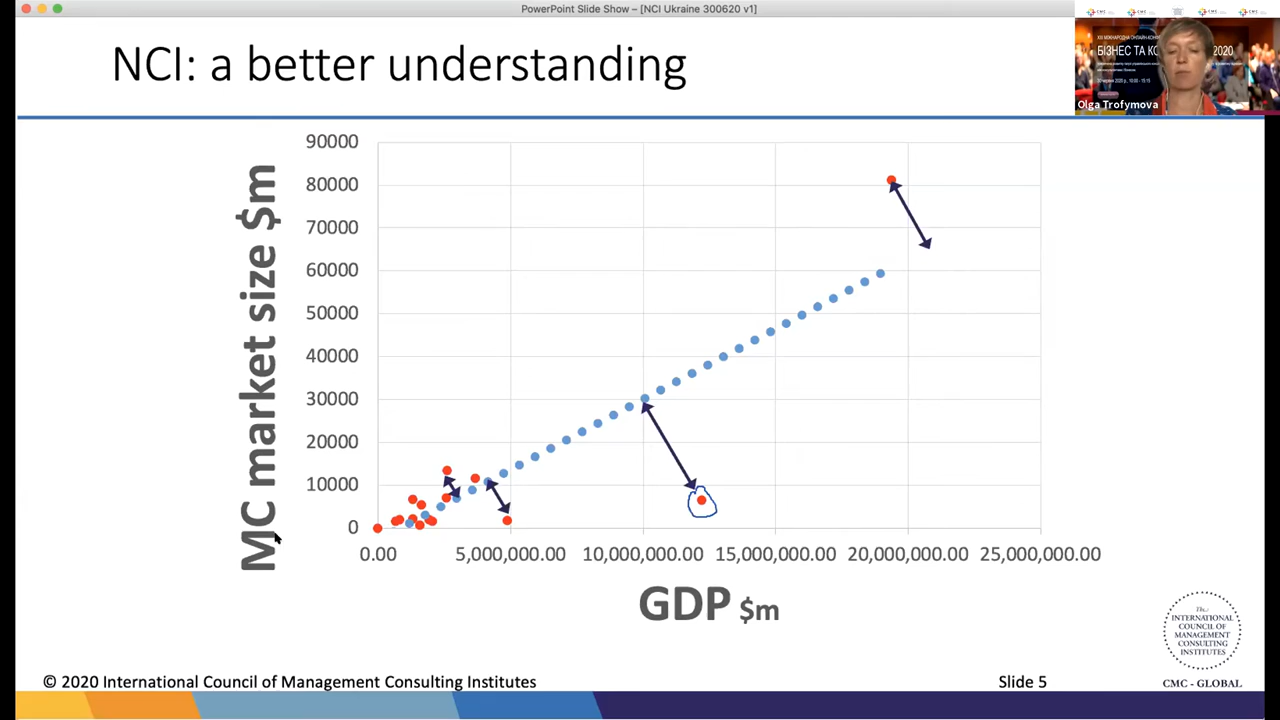 PowerPoint Slide Show – [NCI Ukraine 300620 v1]
NCI: a better understanding
Olga Trofymova
MC market size $m
90000
80000
70000
60000
50000
40000
30000
20000
10000
0
0.00
5,000,000.00
10,000,000.00
15,000,000.00
20,000,000.00
25,000,000.00
GDP $m
The
INTERNATIONAL
COUNCIL OF
MANAGEMENT
CONSULTING
INSTITUTES
CMC - GLOBAL
© 2020 International Council of Management Consulting Institutes
Slide 5